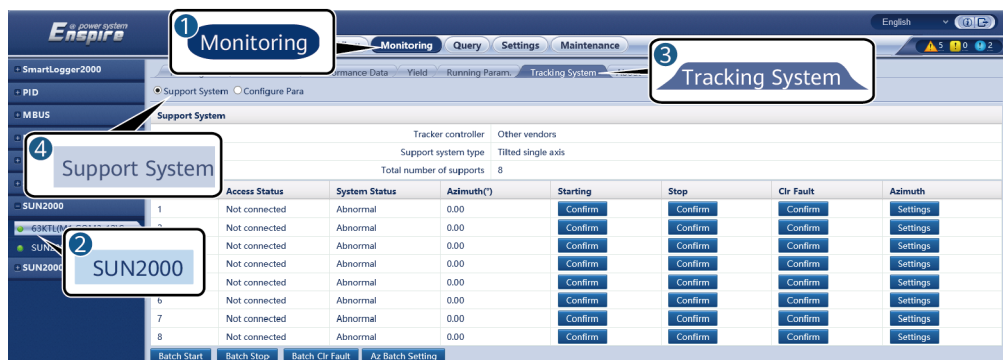 @ power system
Enspire
English
1
Monitoring
Monitoring Query Settings Maintenance
5 0 2
SmartLogger2000
Performance Data Yield Running Param. Tracking System
3
Tracking System
PID
Support System Configure Para
MBUS
Support System
Tracker controller Other vendors
4
Support System
Support system type Tilted single axis
Total number of supports 8
Access Status System Status Azimuth(°) Starting Stop Clr Fault Azimuth
SUN2000
1 Not connected Abnormal 0.00 Confirm Confirm Confirm Settings
Not connected Abnormal 0.00 Confirm Confirm Confirm Settings
2
SUN2000
Not connected Abnormal 0.00 Confirm Confirm Confirm Settings
SUN2000
Not connected Abnormal 0.00 Confirm Confirm Confirm Settings
Not connected Abnormal 0.00 Confirm Confirm Confirm Settings
6 Not connected Abnormal 0.00 Confirm Confirm Confirm Settings
7 Not connected Abnormal 0.00 Confirm Confirm Confirm Settings
8 Not connected Abnormal 0.00 Confirm Confirm Confirm Settings
Batch Start Batch Stop Batch Clr Fault Az Batch Setting